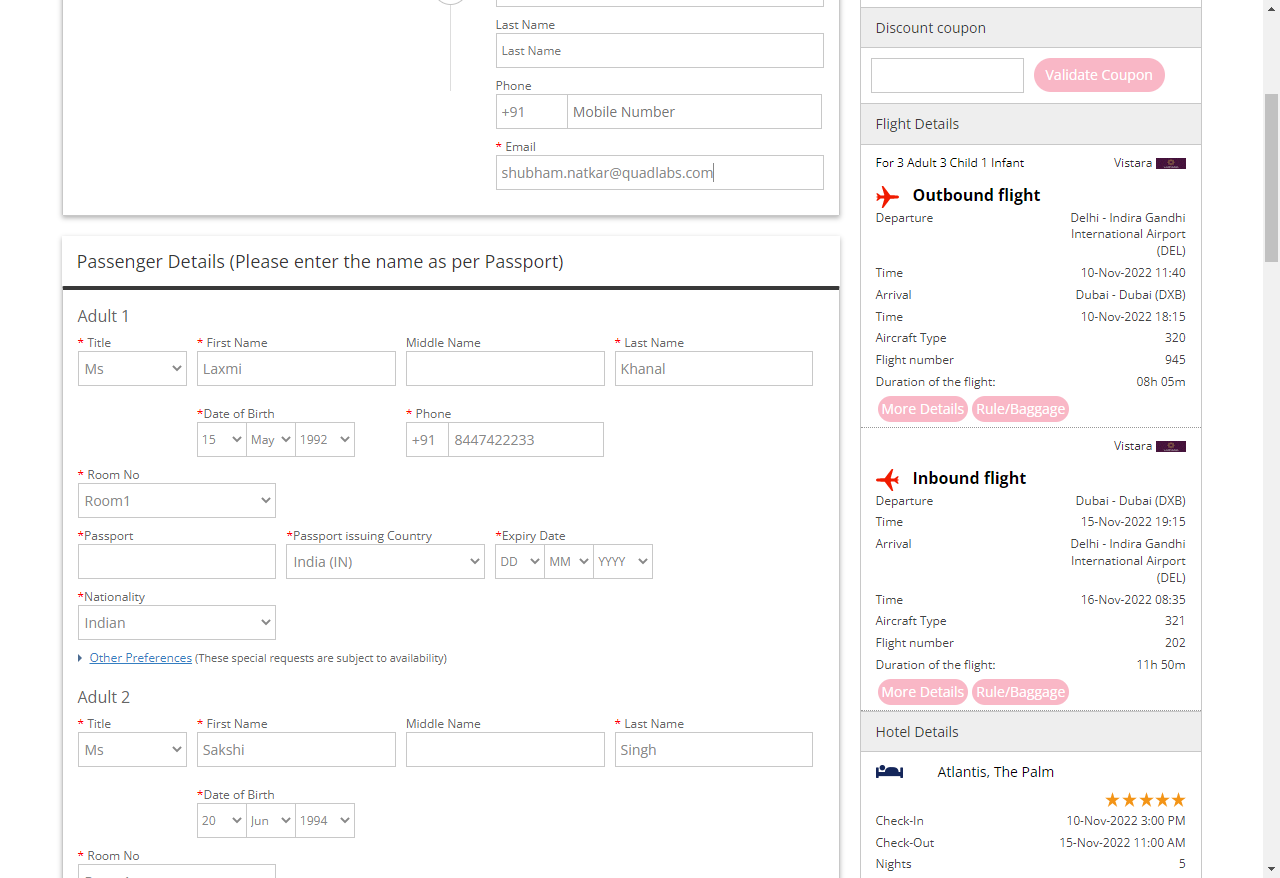 Last Name
Last Name
Phone
+91 Mobile Number
* Email
shubham.natkar@quadlabs.com
Passenger Details (Please enter the name as per Passport)
Adult 1
* Title * First Name Middle Name * Last Name
Ms Laxmi Khanal
*Date of Birth * Phone
15 May 1992 +91 8447422233
* Room No
Room1
*Passport *Passport issuing Country *Expiry Date
India (IN) DD MM YYYY
*Nationality
Indian
Other Preferences (These special requests are subject to availability)
Adult 2
* Title * First Name Middle Name * Last Name
Ms Sakshi Singh
*Date of Birth
20 Jun 1994
* Room No
Discount coupon
Validate Coupon
Flight Details
For 3 Adult 3 Child 1 Infant Vistara
Outbound flight
Departure Delhi - Indira Gandhi
International Airport
(DEL)
Time 10-Nov-2022 11:40
Arrival Dubai - Dubai (DXB)
Time 10-Nov-2022 18:15
Aircraft Type 320
Flight number 945
Duration of the flight: 08h 05m
More Details Rule/Baggage
Vistara
Inbound flight
Departure Dubai - Dubai (DXB)
Time 15-Nov-2022 19:15
Arrival Delhi - Indira Gandhi
International Airport
(DEL)
Time 16-Nov-2022 08:35
Aircraft Type 321
Flight number 202
Duration of the flight: 11h 50m
More Details Rule/Baggage
Hotel Details
Atlantis, The Palm
Check-In 10-Nov-2022 3:00 PM
Check-Out 15-Nov-2022 11:00 AM
Nights 5